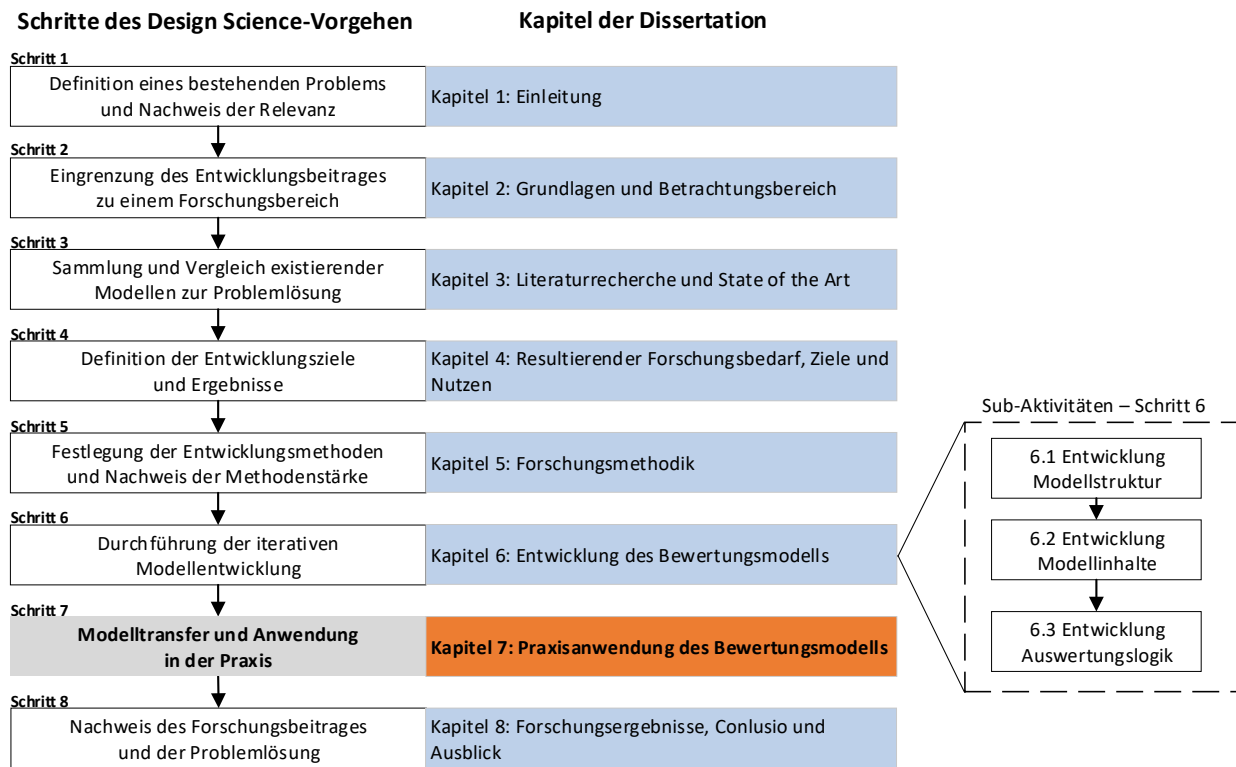 Schritte des Design Science-Vorgehen
Kapitel der Dissertation
Schritt 1
Definition eines bestehenden Problems
und Nachweis der Relevanz
Kapitel 1: Einleitung
Schritt 2
Eingrenzung des Entwicklungsbeitrages
zu einem Forschungsbereich
Kapitel 2: Grundlagen und Betrachtungsbereich
Schritt 3
Sammlung und Vergleich existierender
Modellen zur Problemlösung
Kapitel 3: Literaturrecherche und State of the Art
Schritt 4
Definition der Entwicklungsziele
und Ergebnisse
Kapitel 4: Resultierender Forschungsbedarf, Ziele und
Nutzen
Schritt 5
Festlegung der Entwicklungsmethoden
und Nachweis der Methodenstärke
Kapitel 5: Forschungsmethodik
Schritt 6
Durchführung der iterativen
Modellentwicklung
Kapitel 6: Entwicklung des Bewertungsmodells
Schritt 7
Modelltransfer und Anwendung
in der Praxis
Kapitel 7: Praxisanwendung des Bewertungsmodells
Schritt 8
Nachweis des Forschungsbeitrages
und der Problemlösung
Kapitel 8: Forschungsergebnisse, Conlusio und
Ausblick
Sub-Aktivitäten – Schritt 6
6.1 Entwicklung
Modellstruktur
6.2 Entwicklung
Modellinhalte
6.3 Entwicklung
Auswertungslogik